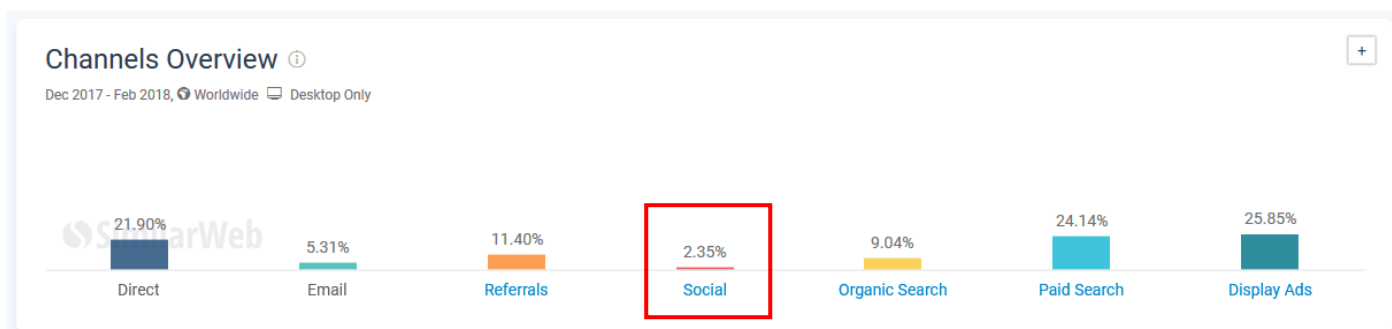 Channels Overview
+
Dec 2017 - Feb 2018, Worldwide Desktop Only
SimilarWeb
21.90%
5.31%
11.40%
2.35%
9.04%
24.14%
25.85%
Direct
Email
Referrals
Social
Organic Search
Paid Search
Display Ads